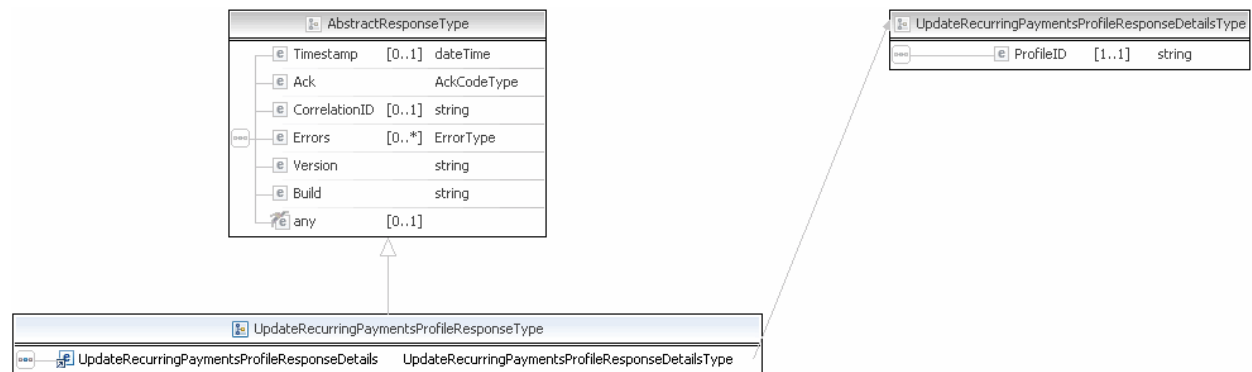 AbstractResponseType
e Timestamp [0..1] dateTime
e Ack AckCodeType
e CorrelationID [0..1] string
e Errors [0..*] ErrorType
e Version string
e Build string
e any [0..1]
UpdateRecurringPaymentsProfileResponseDetailsType
e ProfileID [1..1] string
UpdateRecurringPaymentsProfileResponseType
e UpdateRecurringPaymentsProfileResponseDetails UpdateRecurringPaymentsProfileResponseDetailsType